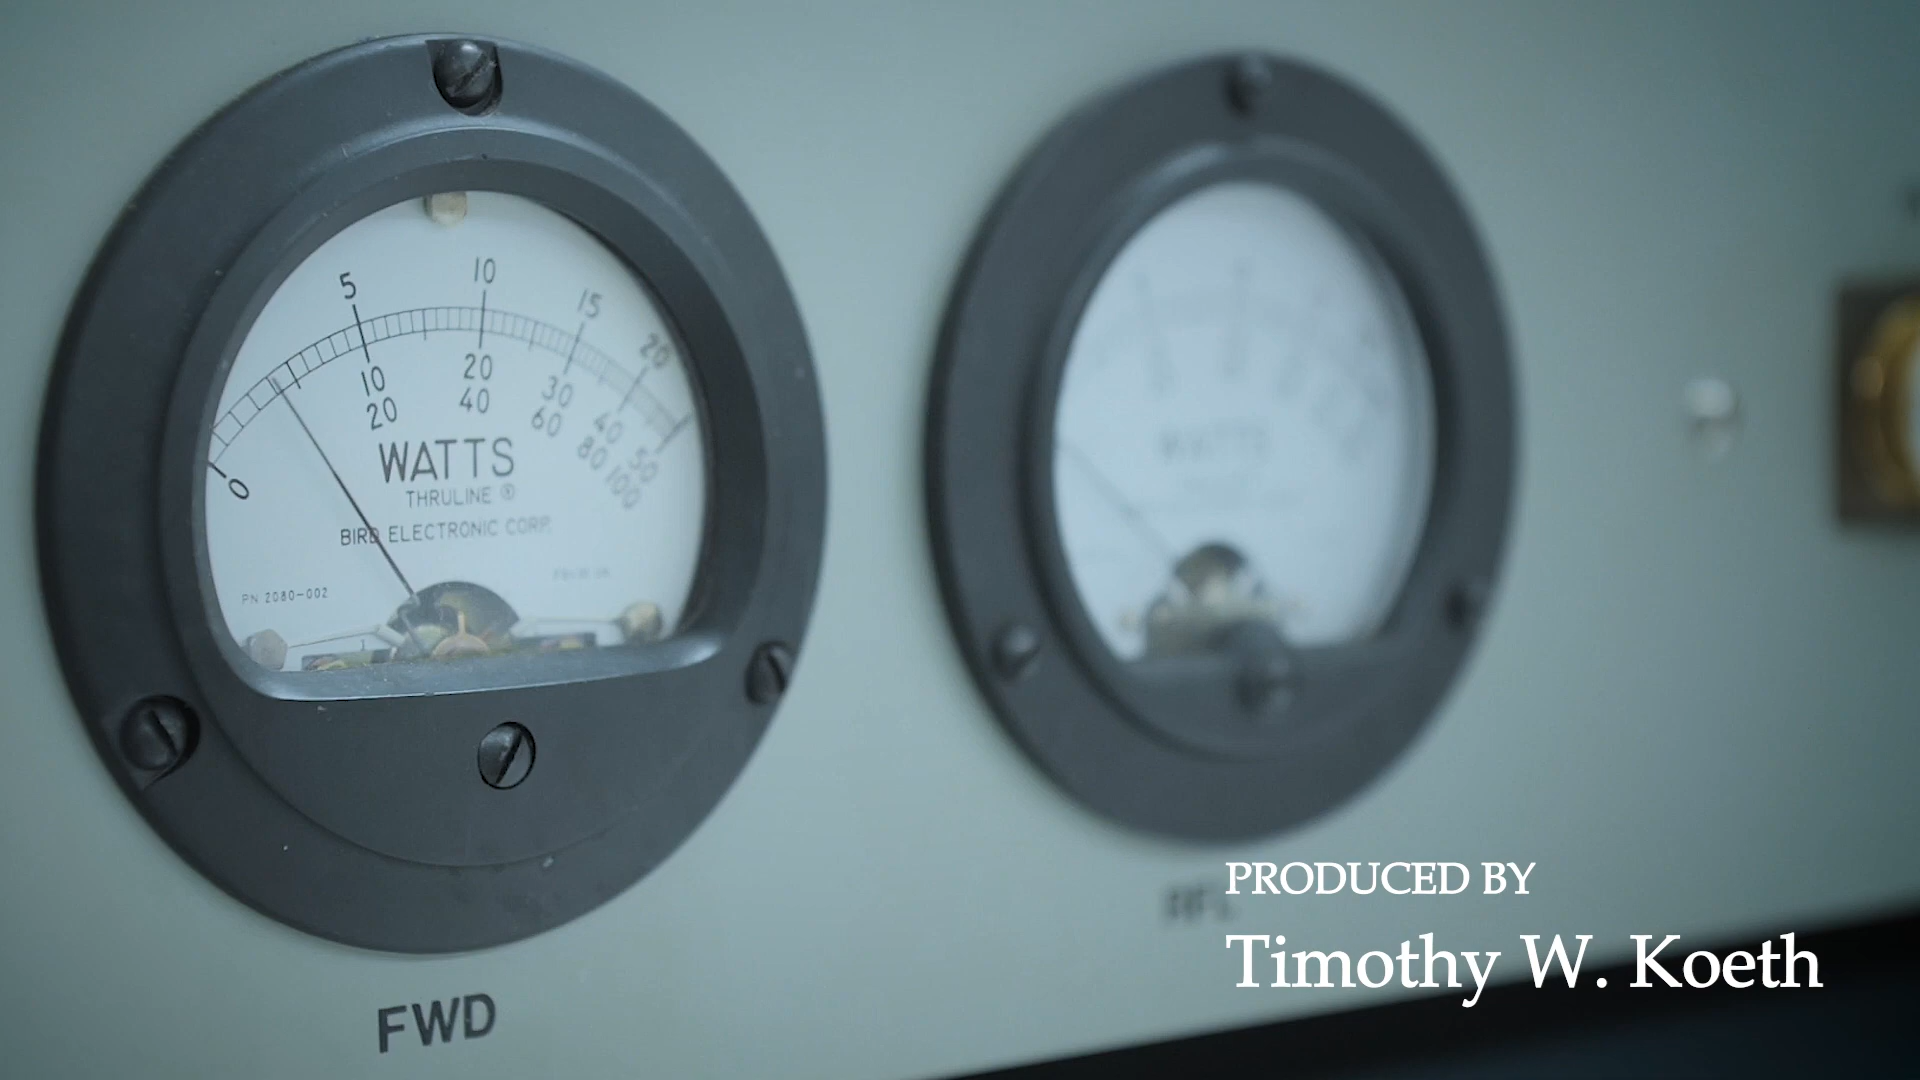 5 10 15 20
10 20 30 40 50
20 40 60 80 100
0
WATTS
THRULINE ®
BIRD ELECTRONIC CORP.
PN 2080-002
FWD
WATTS
PRODUCED BY
Timothy W. Koeth